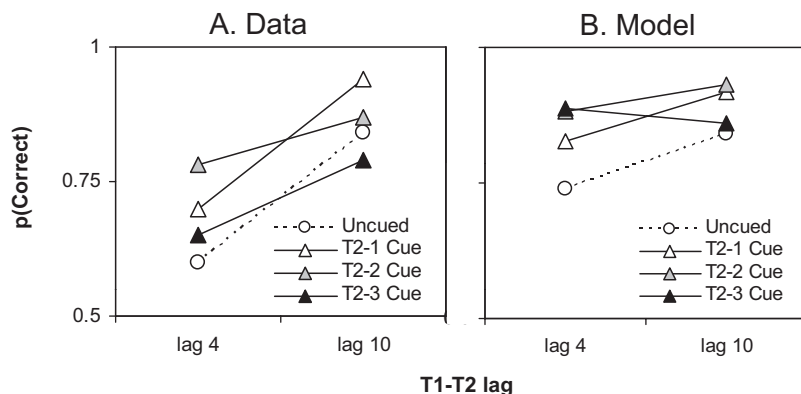 A. Data
B. Model
p(Correct)
1
0.75
0.5
Uncued
T2-1 Cue
T2-2 Cue
T2-3 Cue
Uncued
T2-1 Cue
T2-2 Cue
T2-3 Cue
lag 4
lag 10
lag 4
lag 10
T1-T2 lag